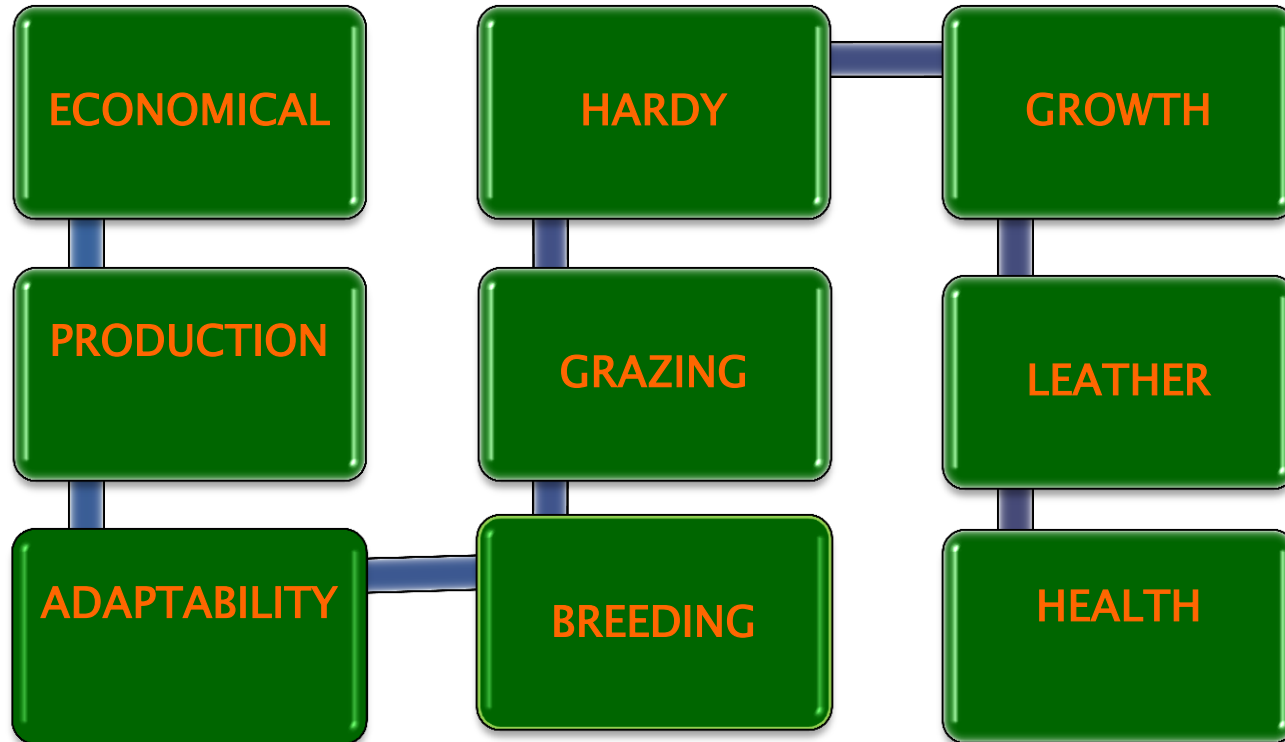 ECONOMICAL
PRODUCTION
ADAPTABILITY
BREEDING
GRAZING
HARDY
GROWTH
LEATHER
HEALTH